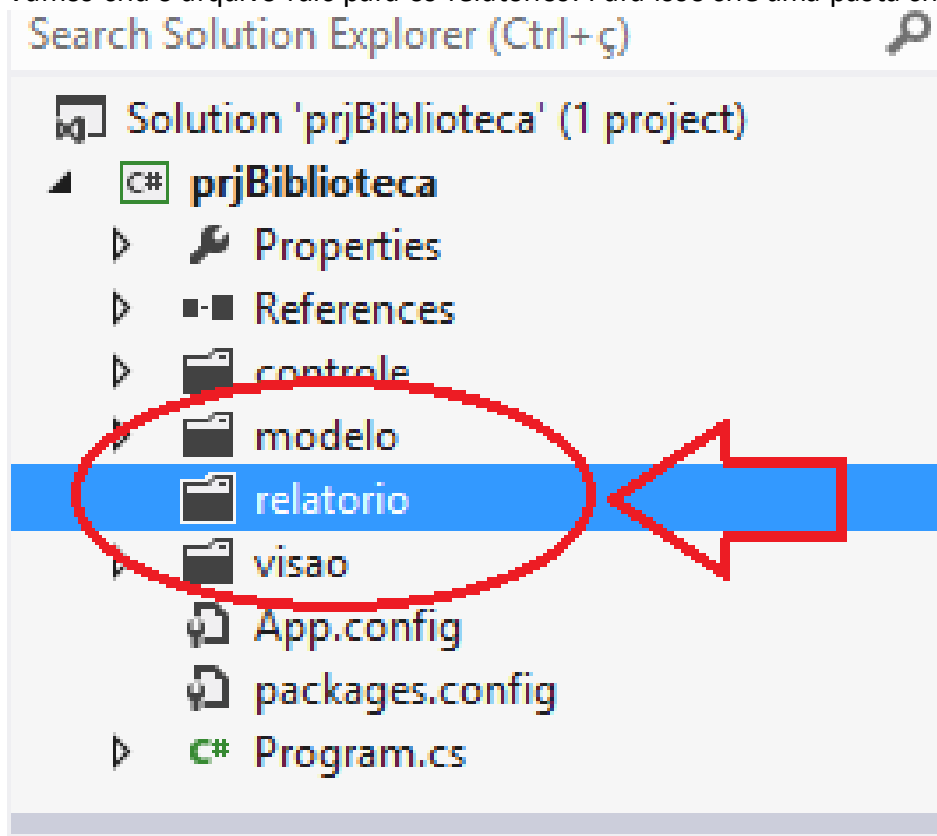 Search Solution Explorer (Ctrl+ç)
Solution 'prjBiblioteca' (1 project)
C# prjBiblioteca
Properties
References
controle
modelo
relatorio
visao
App.config
packages.config
C# Program.cs